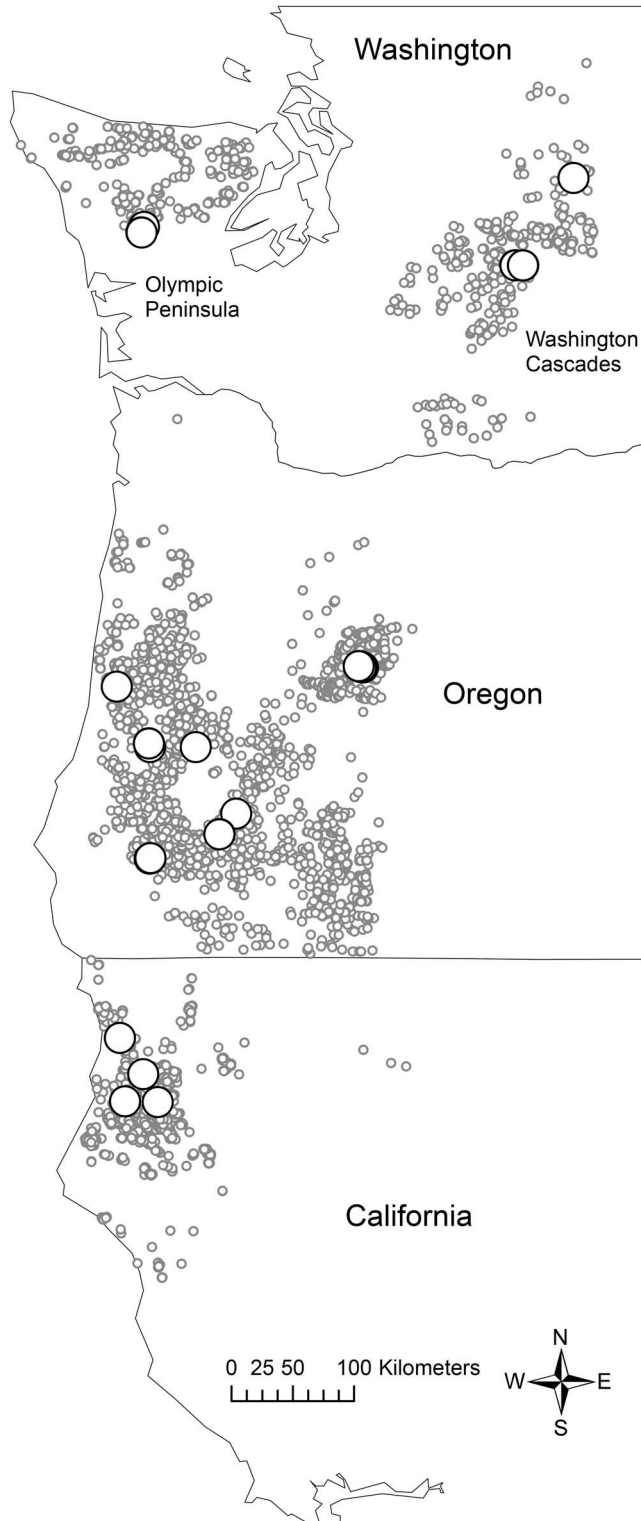 Washington
Olympic
Peninsula
Washington
Cascades
Oregon
California
0 25 50 100 Kilometers
N
W E
S